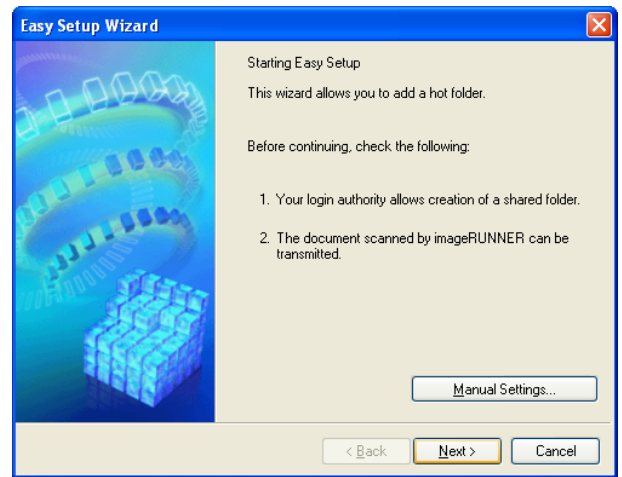 Easy Setup Wizard
Starting Easy Setup
This wizard allows you to add a hot folder.
Before continuing, check the following:
1. Your login authority allows creation of a shared folder.
2. The document scanned by imageRUNNER can be
transmitted.
Manual Settings...
< Back
Next >
Cancel